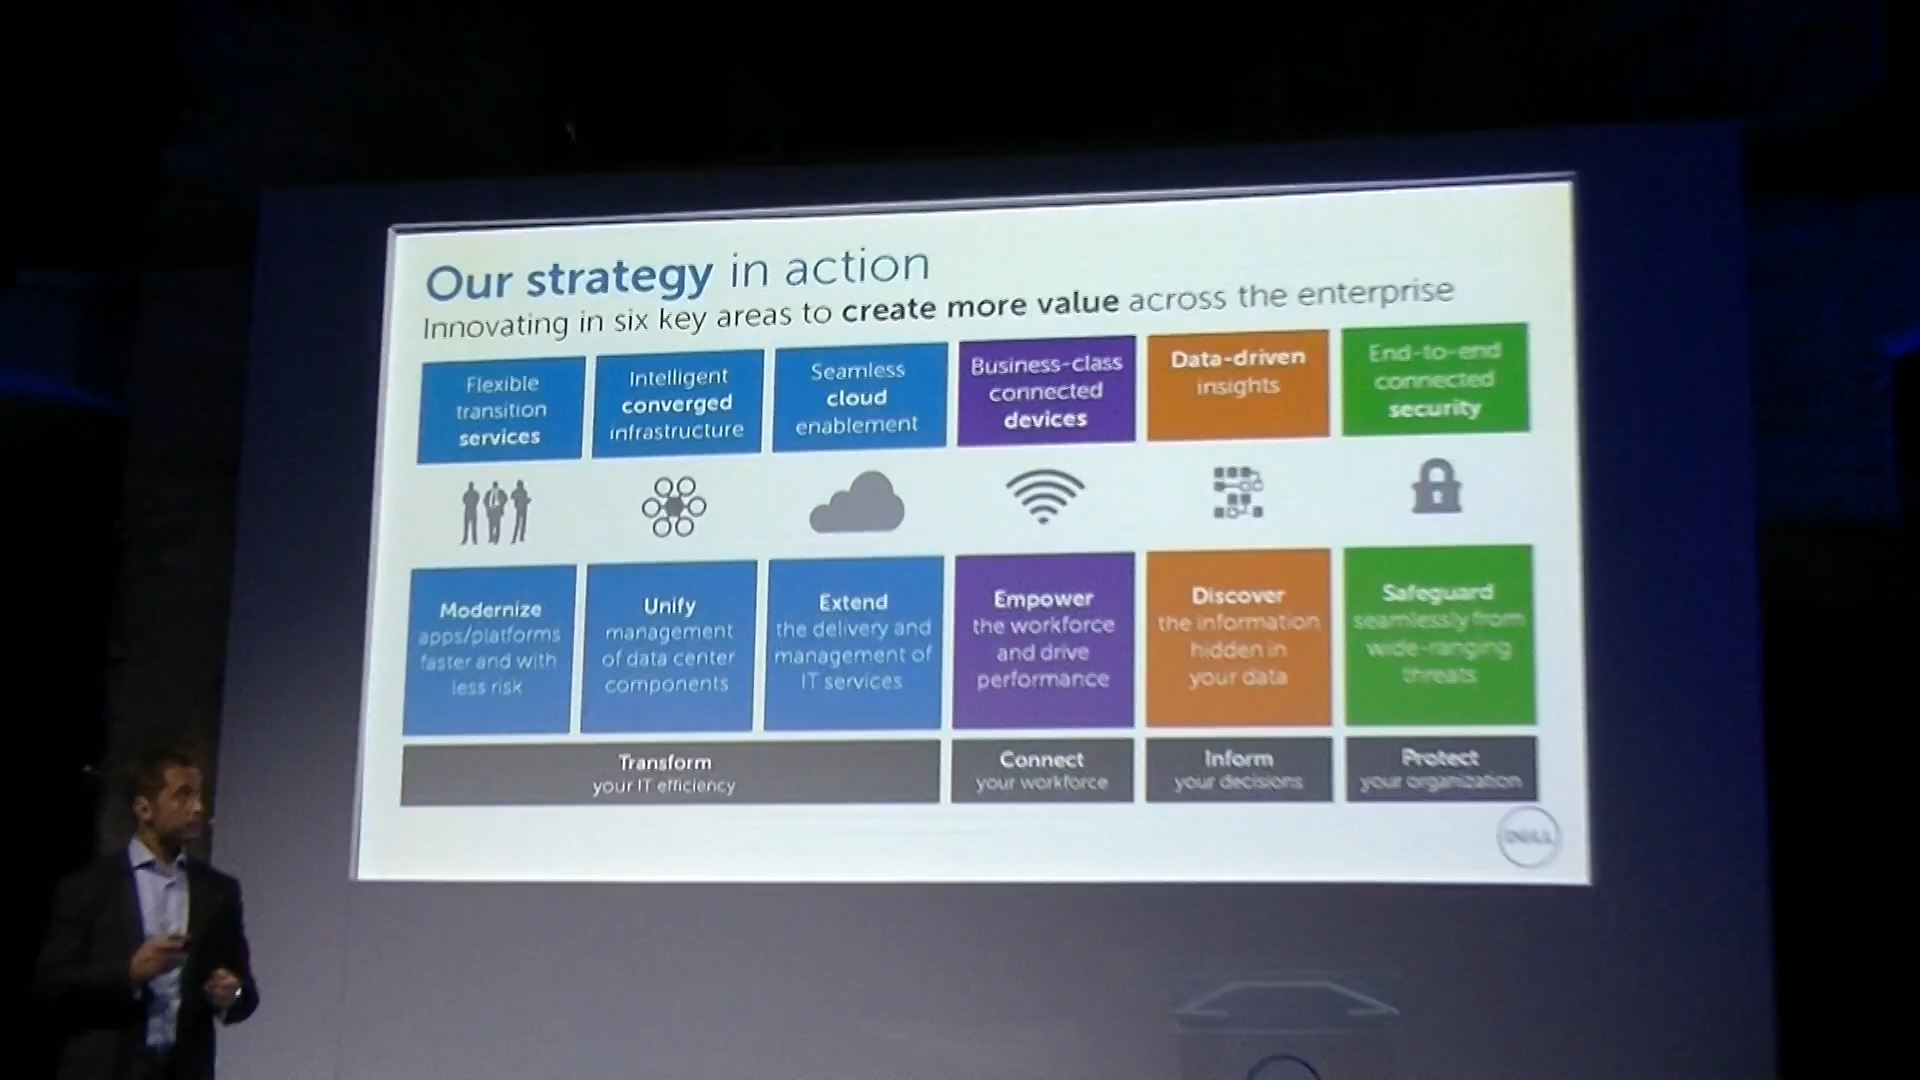 Our strategy in action
Innovating in six key areas to create more value across the enterprise
Flexible
transition
services
Intelligent
converged
infrastructure
Seamless
cloud
enablement
Business-class
connected
devices
Data-driven
insights
End-to-end
connected
security
Modernize
apps/platforms
faster and with
less risk
Unify
management
of data center
components
Extend
the delivery and
management of
IT services
Empower
the workforce
and drive
performance
Discover
the information
hidden in
your data
Safeguard
seamlessly from
wide-ranging
threats
Transform
your IT efficiency
Connect
your workforce
Inform
your decisions
Protect
your organization
DELL